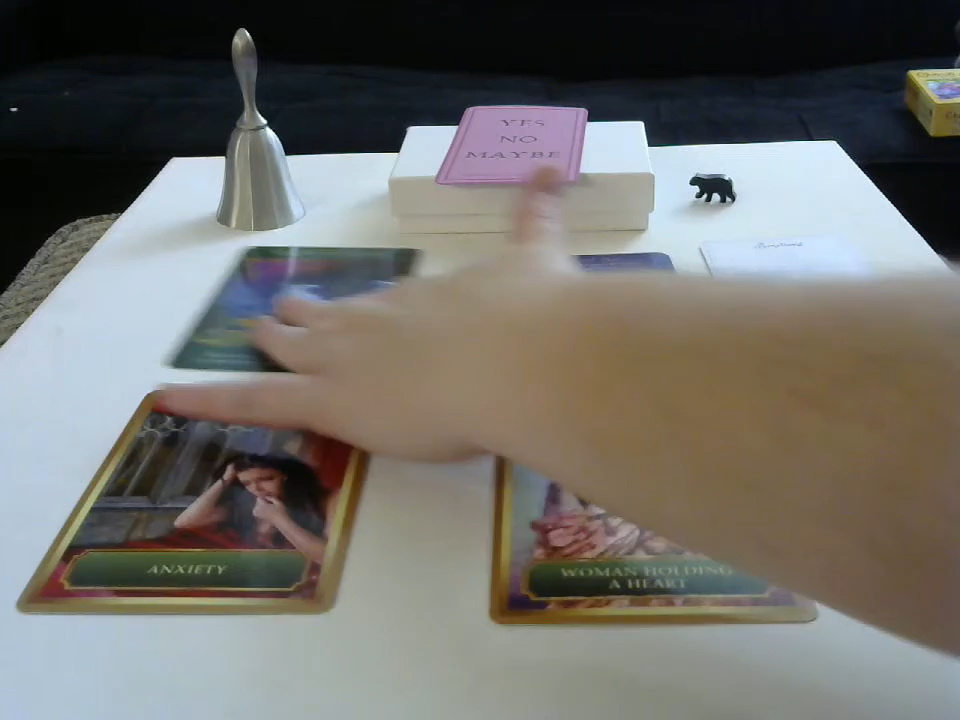 YES
NO
MAYBE
ANXIETY
WOMAN HOLDING
A HEART